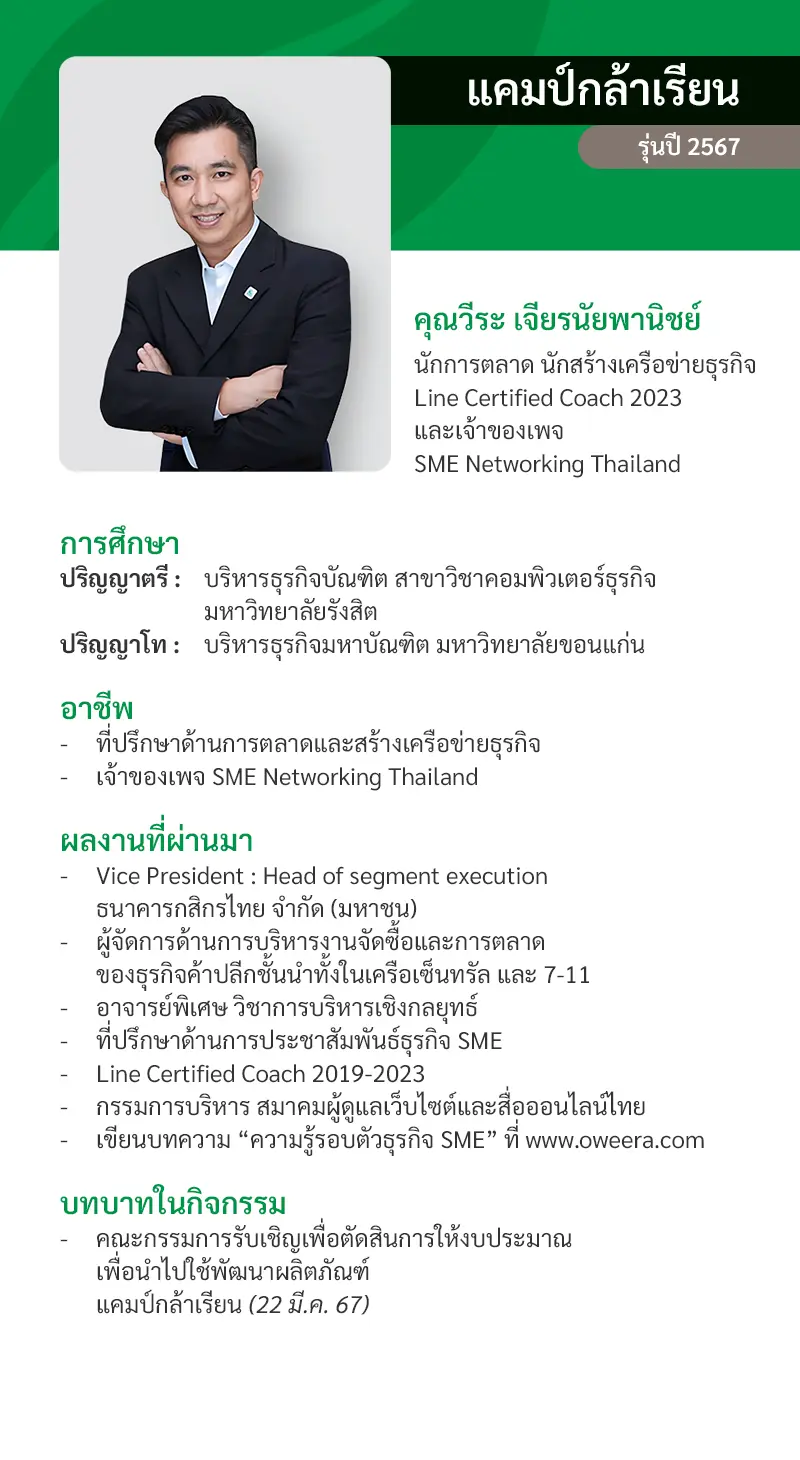 แคมป์กล้าเรียน
รุ่นปี 2567
คุณวีระ เจียรนัยพานิชย์
นักการตลาด นักสร้างเครือข่ายธุรกิจ
Line Certified Coach 2023
และเจ้าของเพจ
SME Networking Thailand
การศึกษา
ปริญญาตรี : บริหารธุรกิจบัณฑิต สาขาวิชาคอมพิวเตอร์ธุรกิจ
มหาวิทยาลัยรังสิต
ปริญญาโท : บริหารธุรกิจมหาบัณฑิต มหาวิทยาลัยขอนแก่น
อาชีพ
- ที่ปรึกษาด้านการตลาดและสร้างเครือข่ายธุรกิจ
- เจ้าของเพจ SME Networking Thailand
ผลงานที่ผ่านมา
- Vice President : Head of segment execution
ธนาคารกสิกรไทย จำกัด (มหาชน)
- ผู้จัดการด้านการบริหารงานจัดซื้อและการตลาด
ของธุรกิจค้าปลีกชั้นนำทั้งในเครือเซ็นทรัล และ 7-11
- อาจารย์พิเศษ วิชาการบริหารเชิงกลยุทธ์
- ที่ปรึกษาด้านการประชาสัมพันธ์ธุรกิจ SME
- Line Certified Coach 2019-2023
- กรรมการบริหาร สมาคมผู้ดูแลเว็บไซต์และสื่อออนไลน์ไทย
- เขียนบทความ “ความรู้รอบตัวธุรกิจ SME” ที่ www.oweera.com
บทบาทในกิจกรรม
- คณะกรรมการรับเชิญเพื่อตัดสินการให้งบประมาณ
เพื่อนำไปใช้พัฒนาผลิตภัณฑ์
แคมป์กล้าเรียน (22 มี.ค. 67)